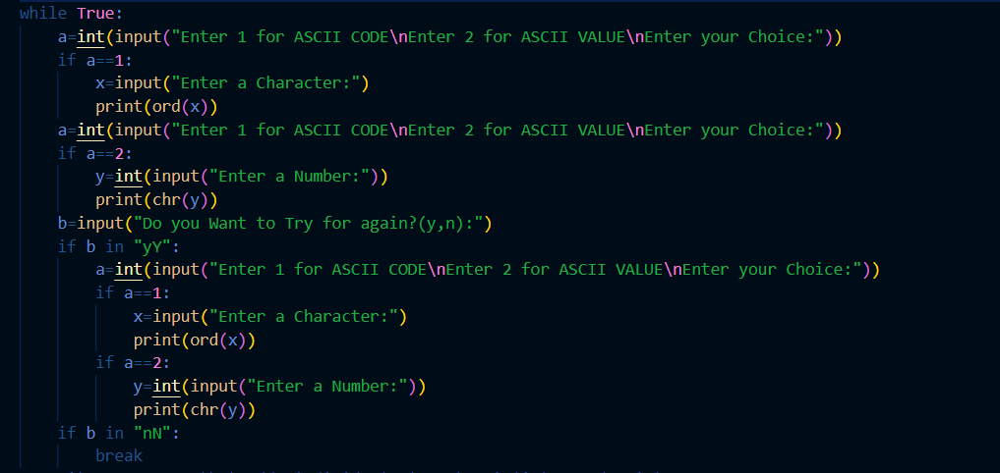 while True:
    a=int(input("Enter 1 for ASCII CODE\nEnter 2 for ASCII VALUE\nEnter your Choice:"))
    if a==1:
        x=input("Enter a Character:")
        print(ord(x))
    a=int(input("Enter 1 for ASCII CODE\nEnter 2 for ASCII VALUE\nEnter your Choice:"))
    if a==2:
        y=int(input("Enter a Number:"))
        print(chr(y))
    b=input("Do you Want to Try for again?(y,n):")
    if b in "yY":
        a=int(input("Enter 1 for ASCII CODE\nEnter 2 for ASCII VALUE\nEnter your Choice:"))
        if a==1:
            x=input("Enter a Character:")
            print(ord(x))
        if a==2:
            y=int(input("Enter a Number:"))
            print(chr(y))
    if b in "nN":
        break